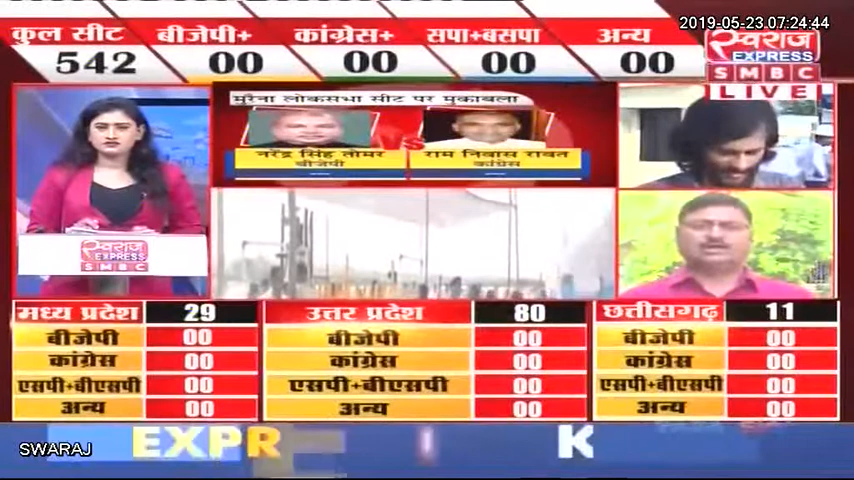 2019-05-23 07:24:44
कुल सीट बीजेपी+ कांग्रेस+ सपा+बसपा अन्य
542 00 00 00 00
स्वराज
EXPRESS
SMBC
LIVE
मुरैना लोकसभा सीट पर मुकाबला
VS
नरेंद्र सिंह तोमर राम निवास रावत
बीजेपी कांग्रेस
स्वराज
EXPRESS
SMBC
मध्य प्रदेश 29 उत्तर प्रदेश 80 छत्तीसगढ़ 11
बीजेपी 00 बीजेपी 00 बीजेपी 00
कांग्रेस 00 कांग्रेस 00 कांग्रेस 00
एसपी+बीएसपी 00 एसपी+बीएसपी 00 एसपी+बीएसपी 00
अन्य 00 अन्य 00 अन्य 00
SWARAJ EXPR K